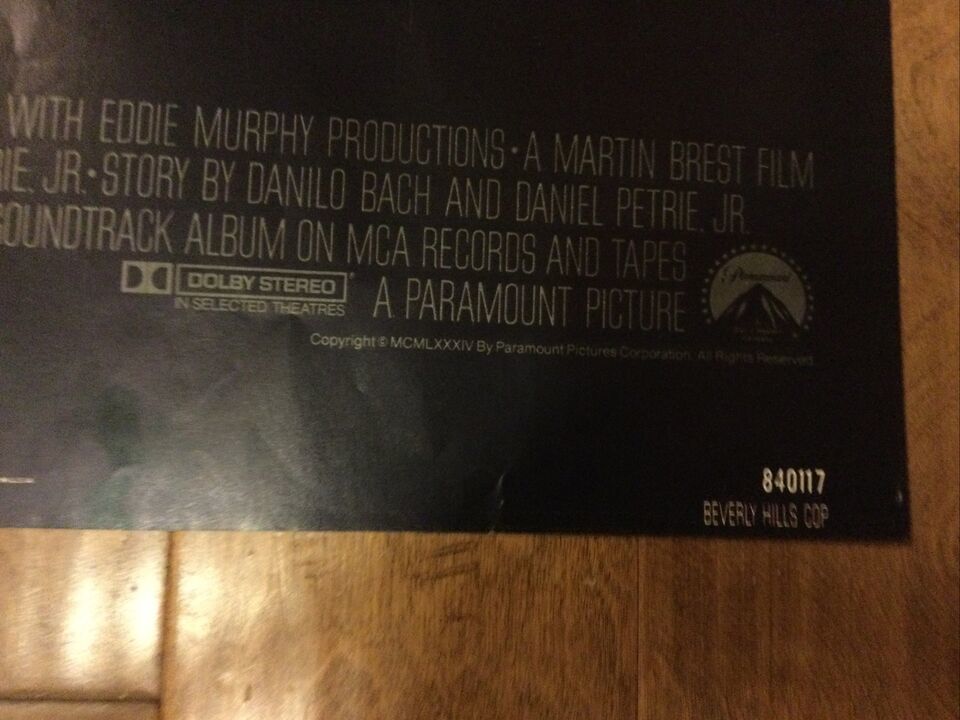 WITH EDDIE MURPHY PRODUCTIONS • A MARTIN BREST FILM
RIE, JR. • STORY BY DANILO BACH AND DANIEL PETRIE, JR.
SOUNDTRACK ALBUM ON MCA RECORDS AND TAPES
DOLBY STEREO
IN SELECTED THEATRES
A PARAMOUNT PICTURE
Paramount
Copyright © MCMLXXXIV By Paramount Pictures Corporation. All Rights Reserved.
840117
BEVERLY HILLS COP